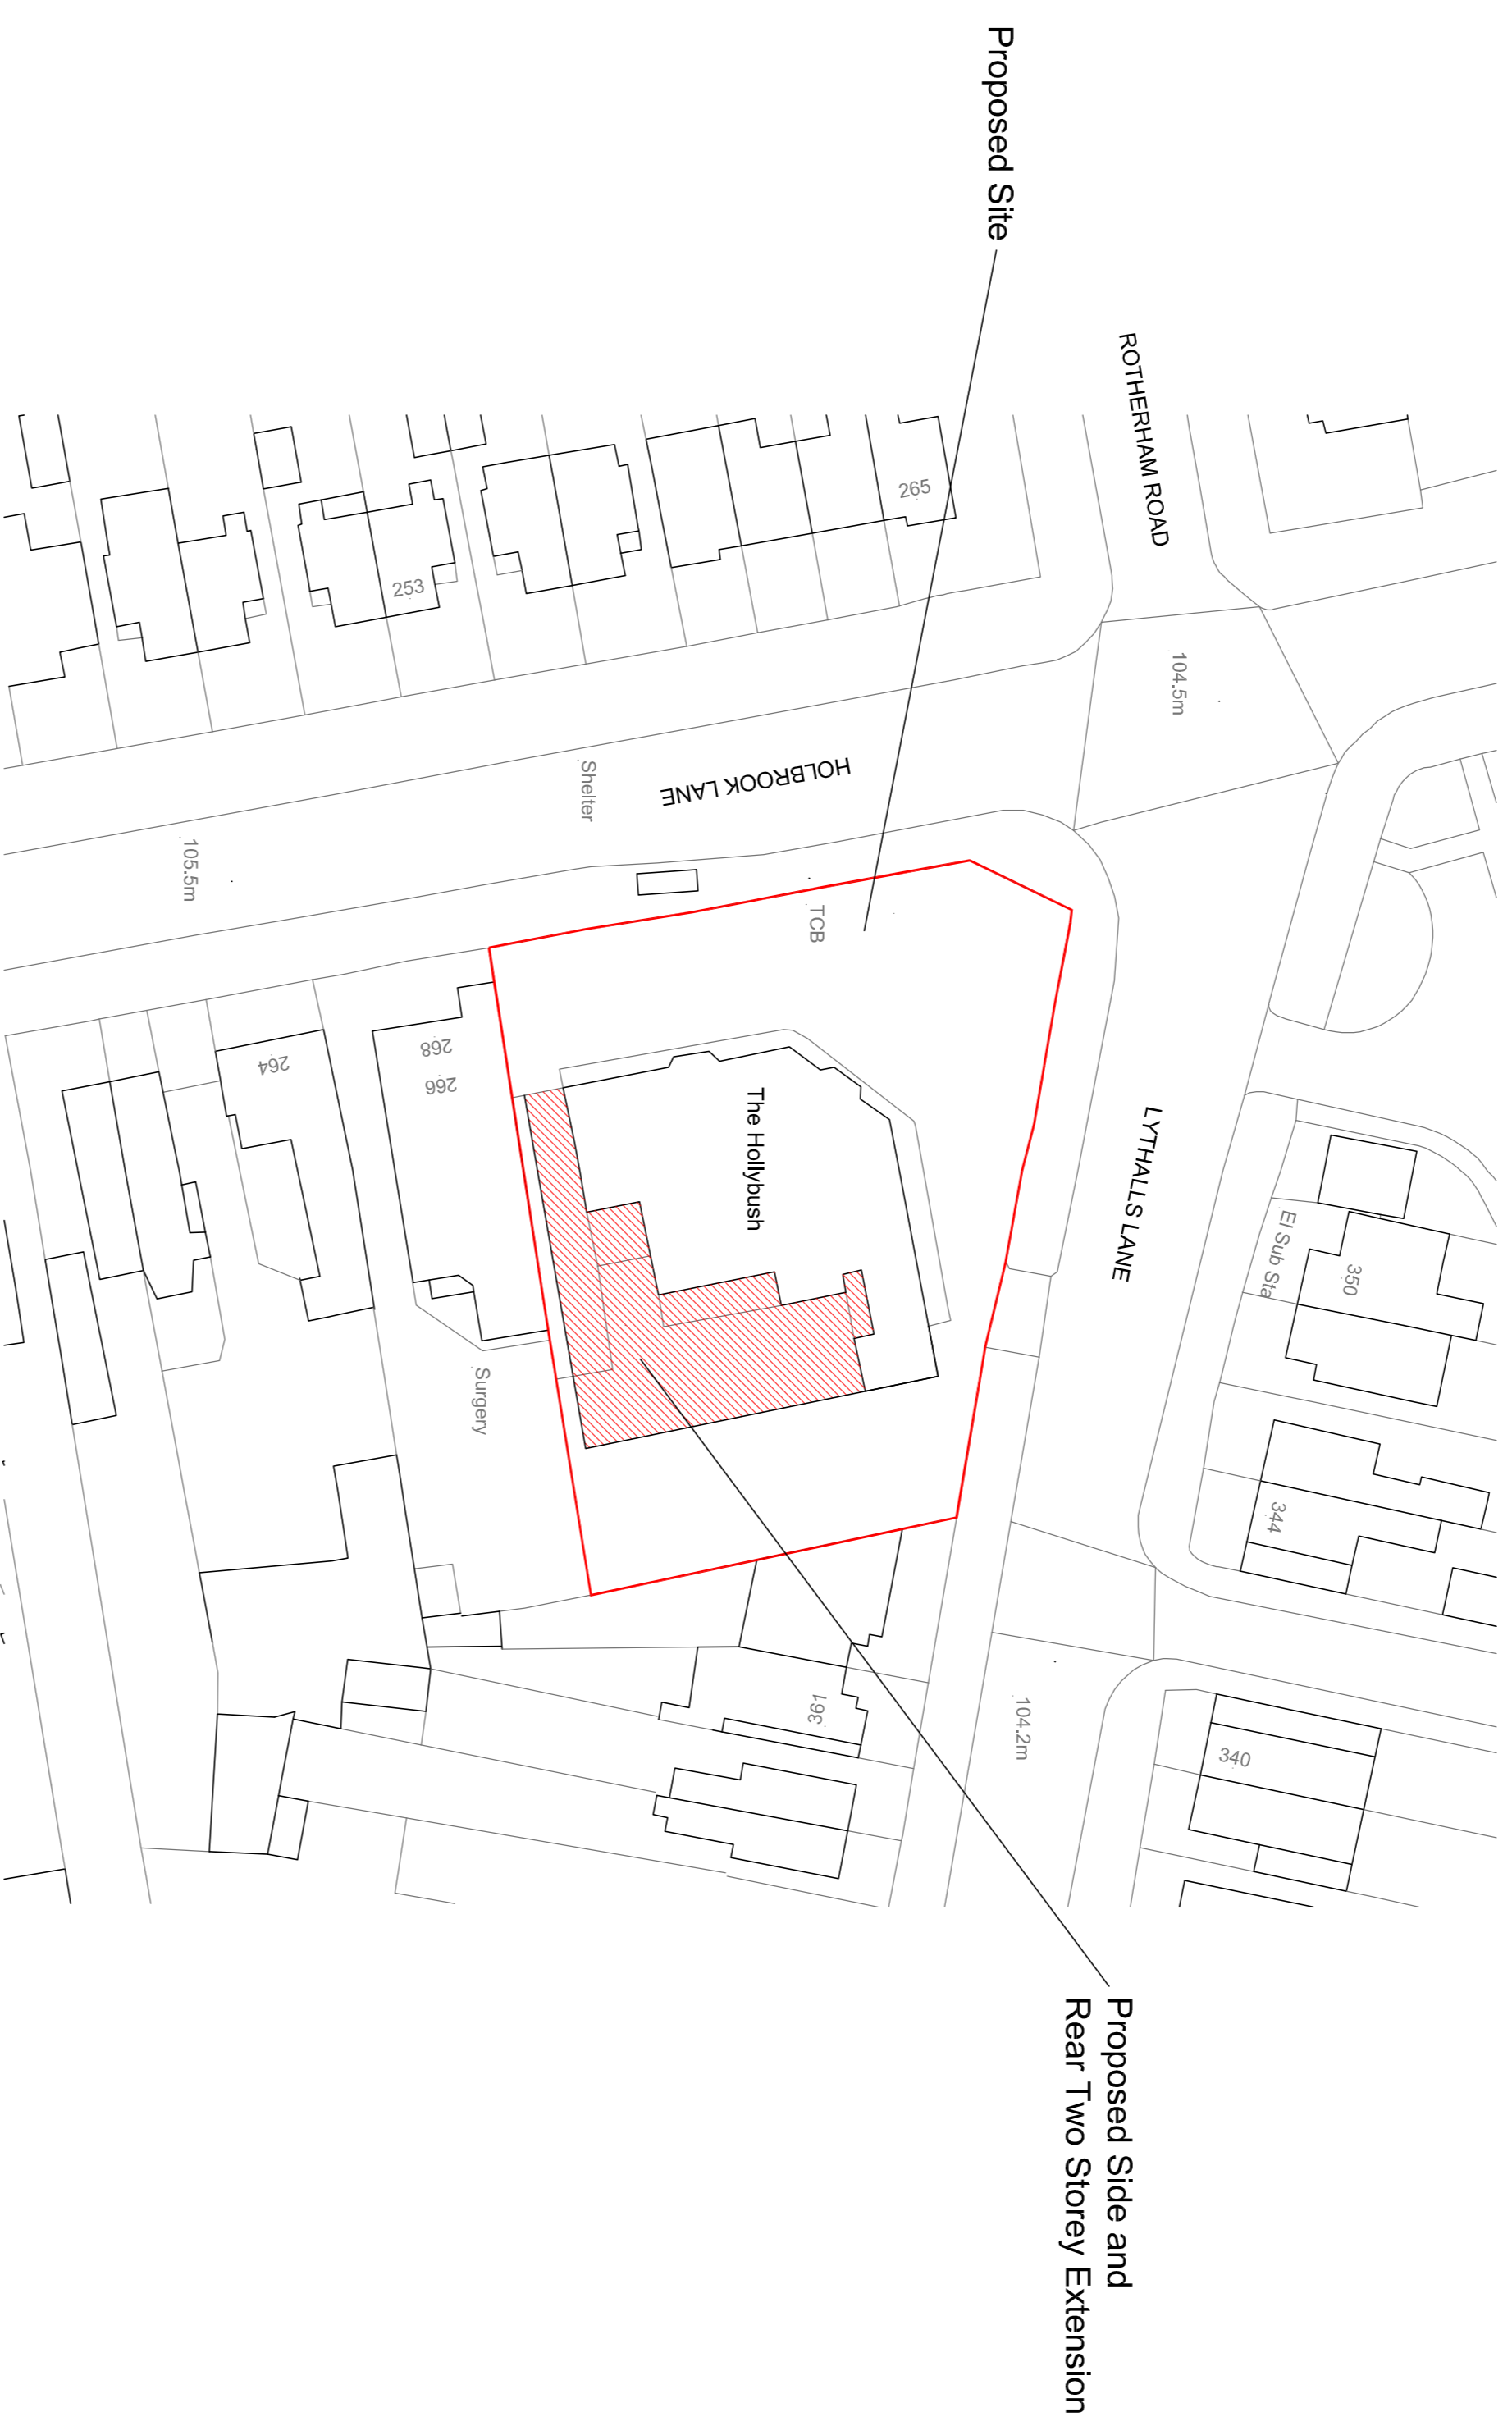 Proposed Site
ROTHERHAM ROAD
265
253
104.5m
HOLBROOK LANE
Shelter
105.5m
TCB
268
266
264
The Hollybush
LYTHALLS LANE
El Sub Sta
350
344
Surgery
391
104.2m
340
Proposed Side and
Rear Two Storey Extension